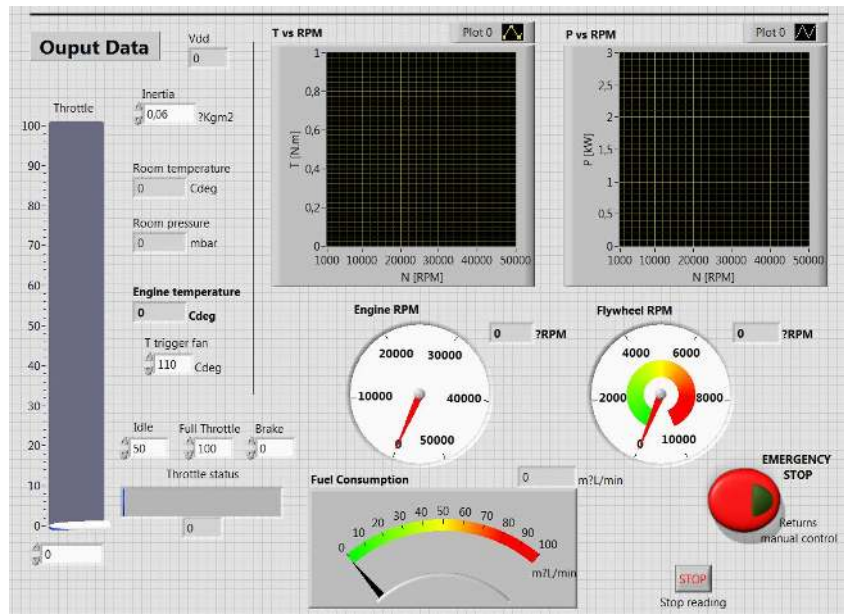 Ouput Data
Vdd
0
Inertia
0,06 ?Kgm2
Throttle
100
90
80
70
60
50
40
30
20
10
0
0
Room temperature
0 Cdeg
Room pressure
0 mbar
Engine temperature
0 Cdeg
T trigger fan
110 Cdeg
Idle Full Throttle Brake
50 100 0
Throttle status
0
T vs RPM Plot 0
1
0,8
0,6
0,4
0,2
0
T [N.m]
1000 10000 20000 30000 40000 50000
N [RPM]
P vs RPM Plot 0
3
2,5
2
1,5
1
0,5
0
P [kW]
1000 10000 20000 30000 40000 50000
N [RPM]
Engine RPM
0 ?RPM
20000 30000
10000 40000
0 50000
Flywheel RPM
0 ?RPM
4000 6000
2000 8000
0 10000
Fuel Consumption
0 m?L/min
0 10 20 30 40 50 60 70 80 90 100
m?L/min
EMERGENCY
STOP
Returns
manual control
STOP
Stop reading